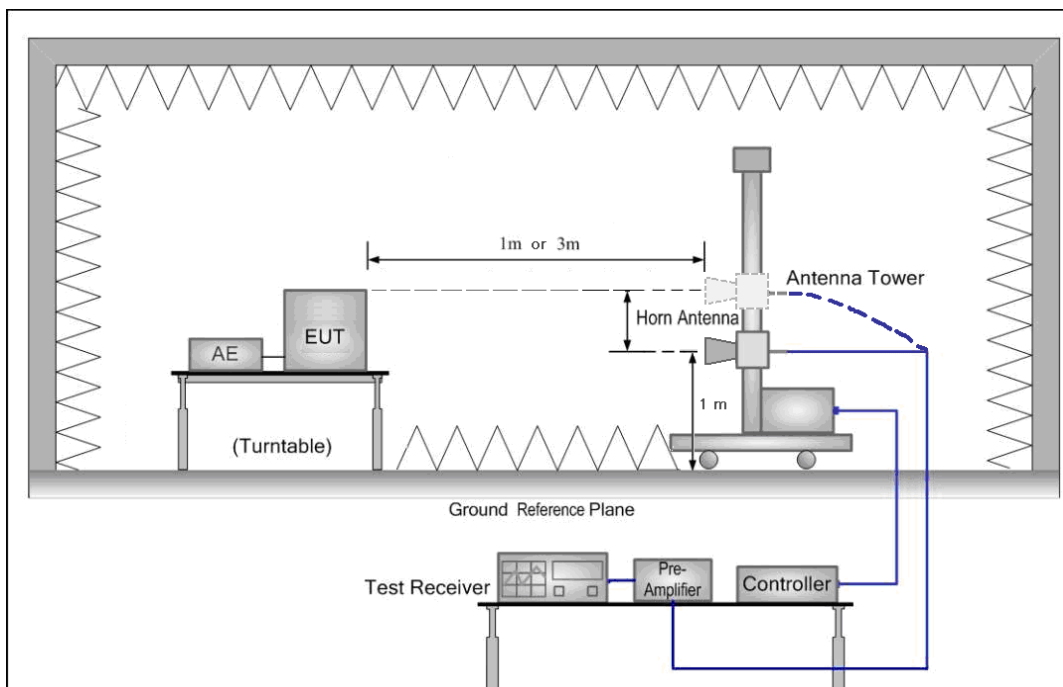 1m or 3m
Antenna Tower
Horn Antenna
EUT
AE
1 m
(Turntable)
Ground Reference Plane
Test Receiver
Pre-
Amplifier
Controller